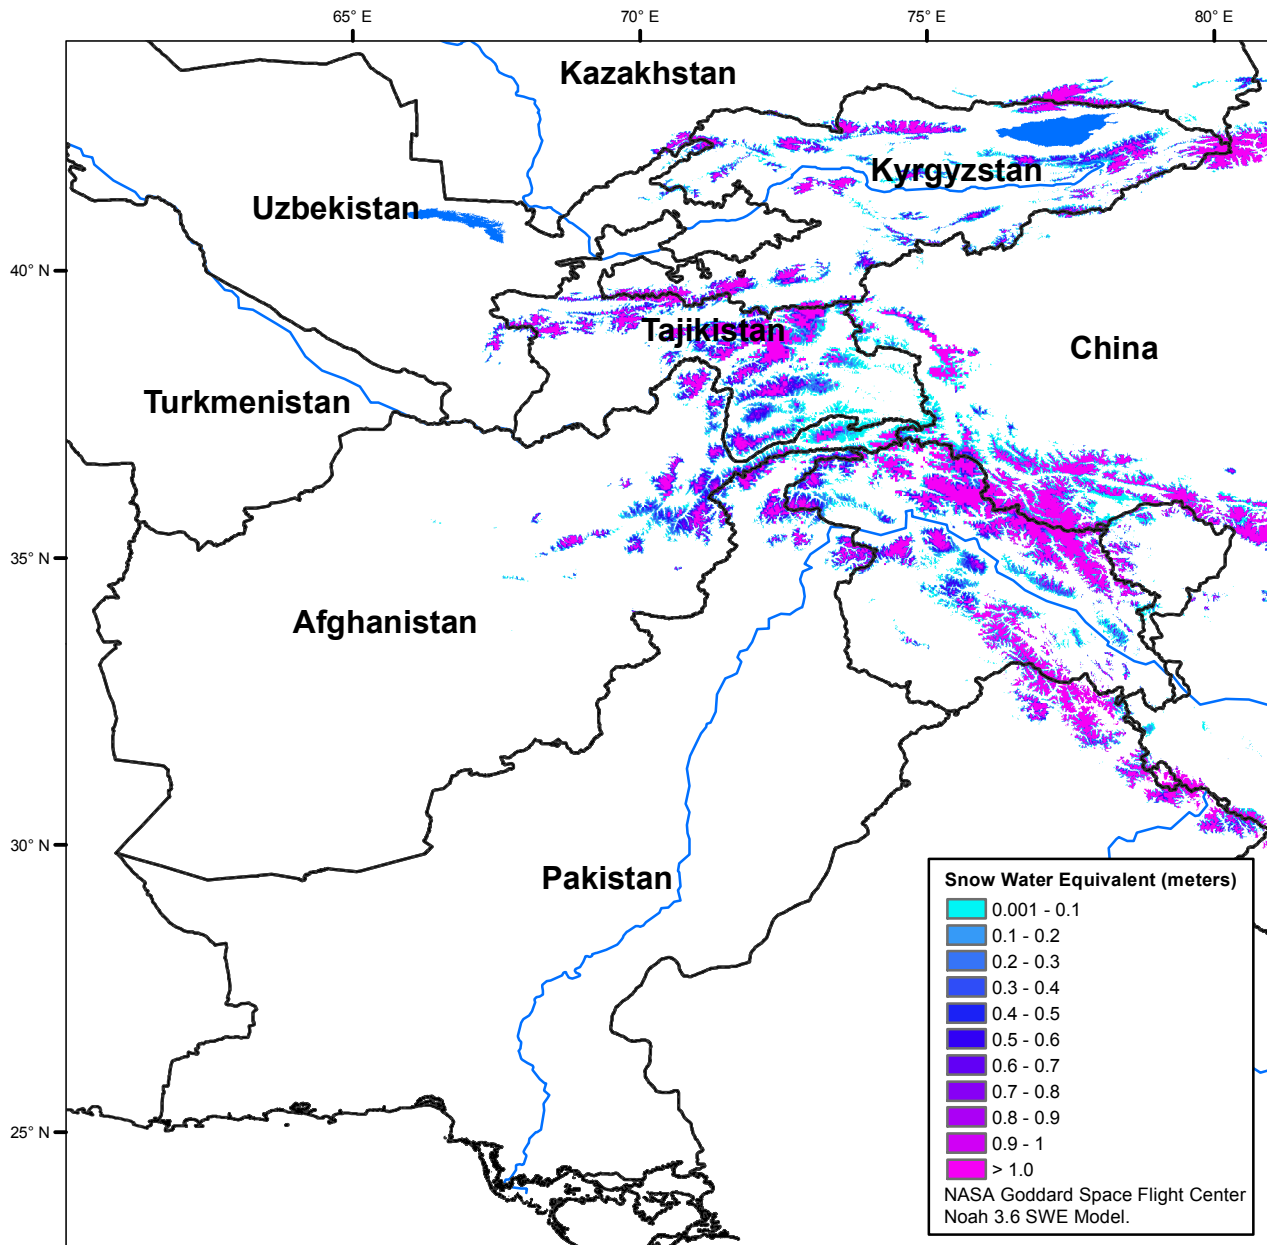 65° E
70° E
75° E
80° E
Kazakhstan
Kyrgyzstan
Uzbekistan
40° N
Tajikistan
China
Turkmenistan
35° N
Afghanistan
30° N
Pakistan
25° N
Snow Water Equivalent (meters)
0.001 - 0.1
0.1 - 0.2
0.2 - 0.3
0.3 - 0.4
0.4 - 0.5
0.5 - 0.6
0.6 - 0.7
0.7 - 0.8
0.8 - 0.9
0.9 - 1
> 1.0
NASA Goddard Space Flight Center
Noah 3.6 SWE Model.